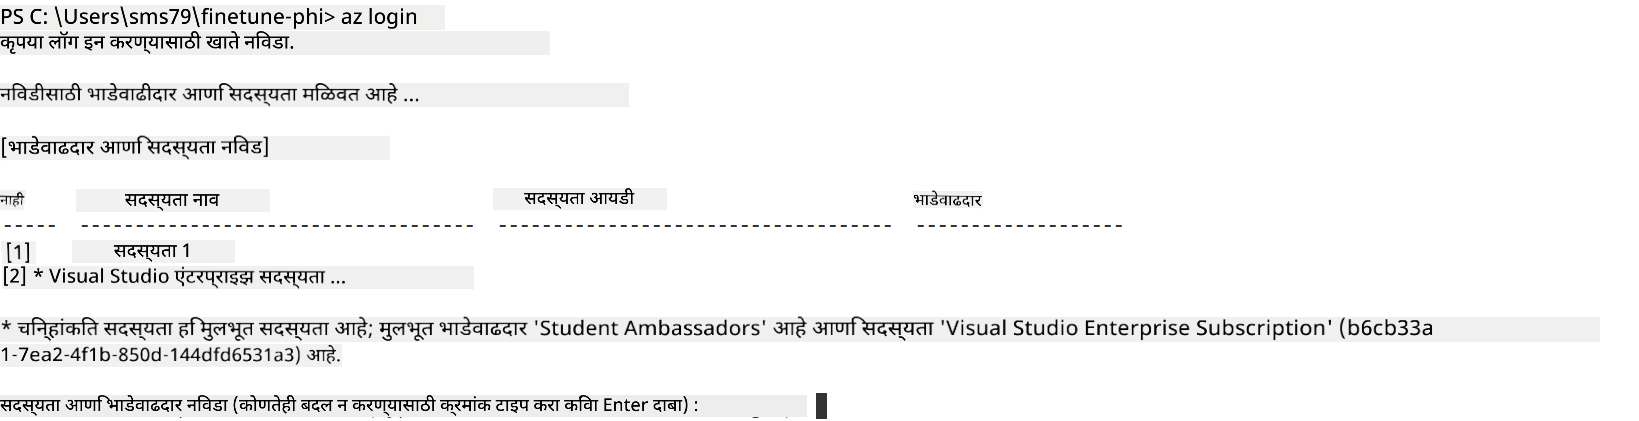 PS C: \Users\sms79\finetune-phi> az login
कृपया लॉग इन करण्यासाठी खाते निवडा.
निवडीसाठी भाडेवाढीदार आणि सदस्यता मिळवित आहे ...
[भाडेवाढदार आणि सदस्यता निवड]
नाही सदस्यता नाव सदस्यता आयडी भाडेवाढदार
----- ---------------------------------- ---------------------------------- ------------------
[1] सदस्यता 1
[2] * Visual Studio एंटरप्राइझ सदस्यता ...
* चिन्हांकित सदस्यता ही मुलभूत सदस्यता आहे; मुलभूत भाडेवाढदार 'Student Ambassadors' आहे आणि सदस्यता 'Visual Studio Enterprise Subscription' (b6cb33a
1-7ea2-4f1b-850d-144dfd6531a3) आहे.
सदस्यता आणि भाडेवाढदार निवडा (कोणतेही बदल न करण्यासाठी क्रमांक टाइप करा किंवा Enter दाबा) :